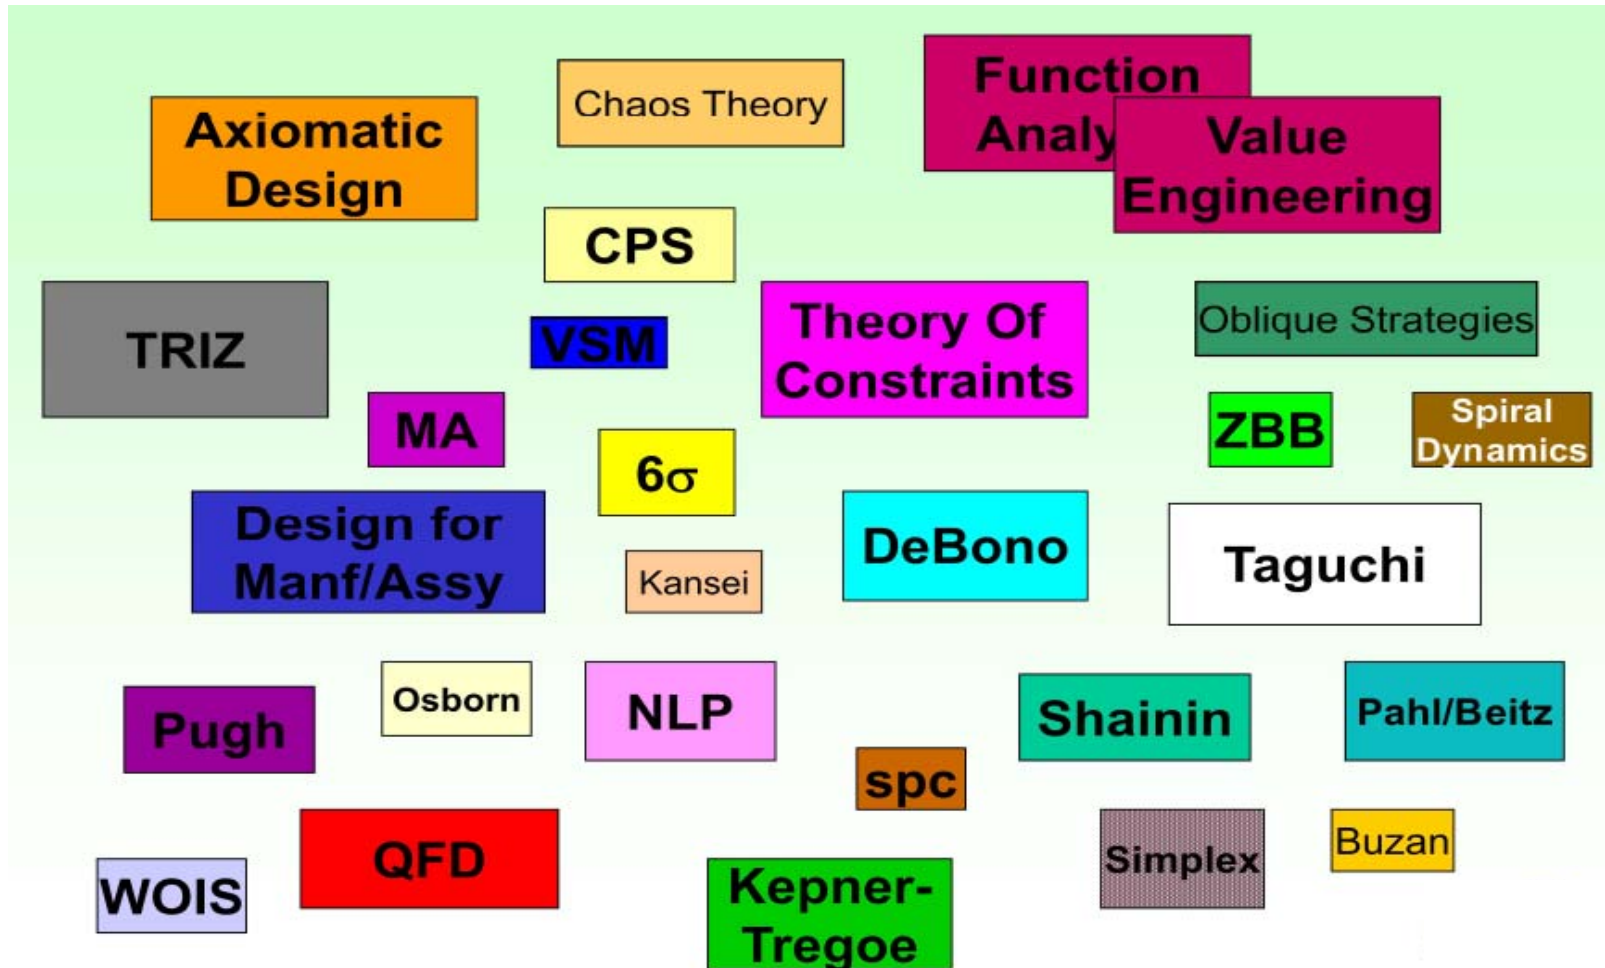 Function
Analy
Chaos Theory
Axiomatic
Design
Value
Engineering
CPS
TRIZ
VSM
Theory Of
Constraints
Oblique Strategies
MA
ZBB
Spiral
Dynamics
6σ
Design for
Manf/Assy
Kansei
DeBono
Taguchi
Pugh
Osborn
NLP
Shainin
Pahl/Beitz
spc
QFD
Simplex
Buzan
WOIS
Kepner-
Tregoe